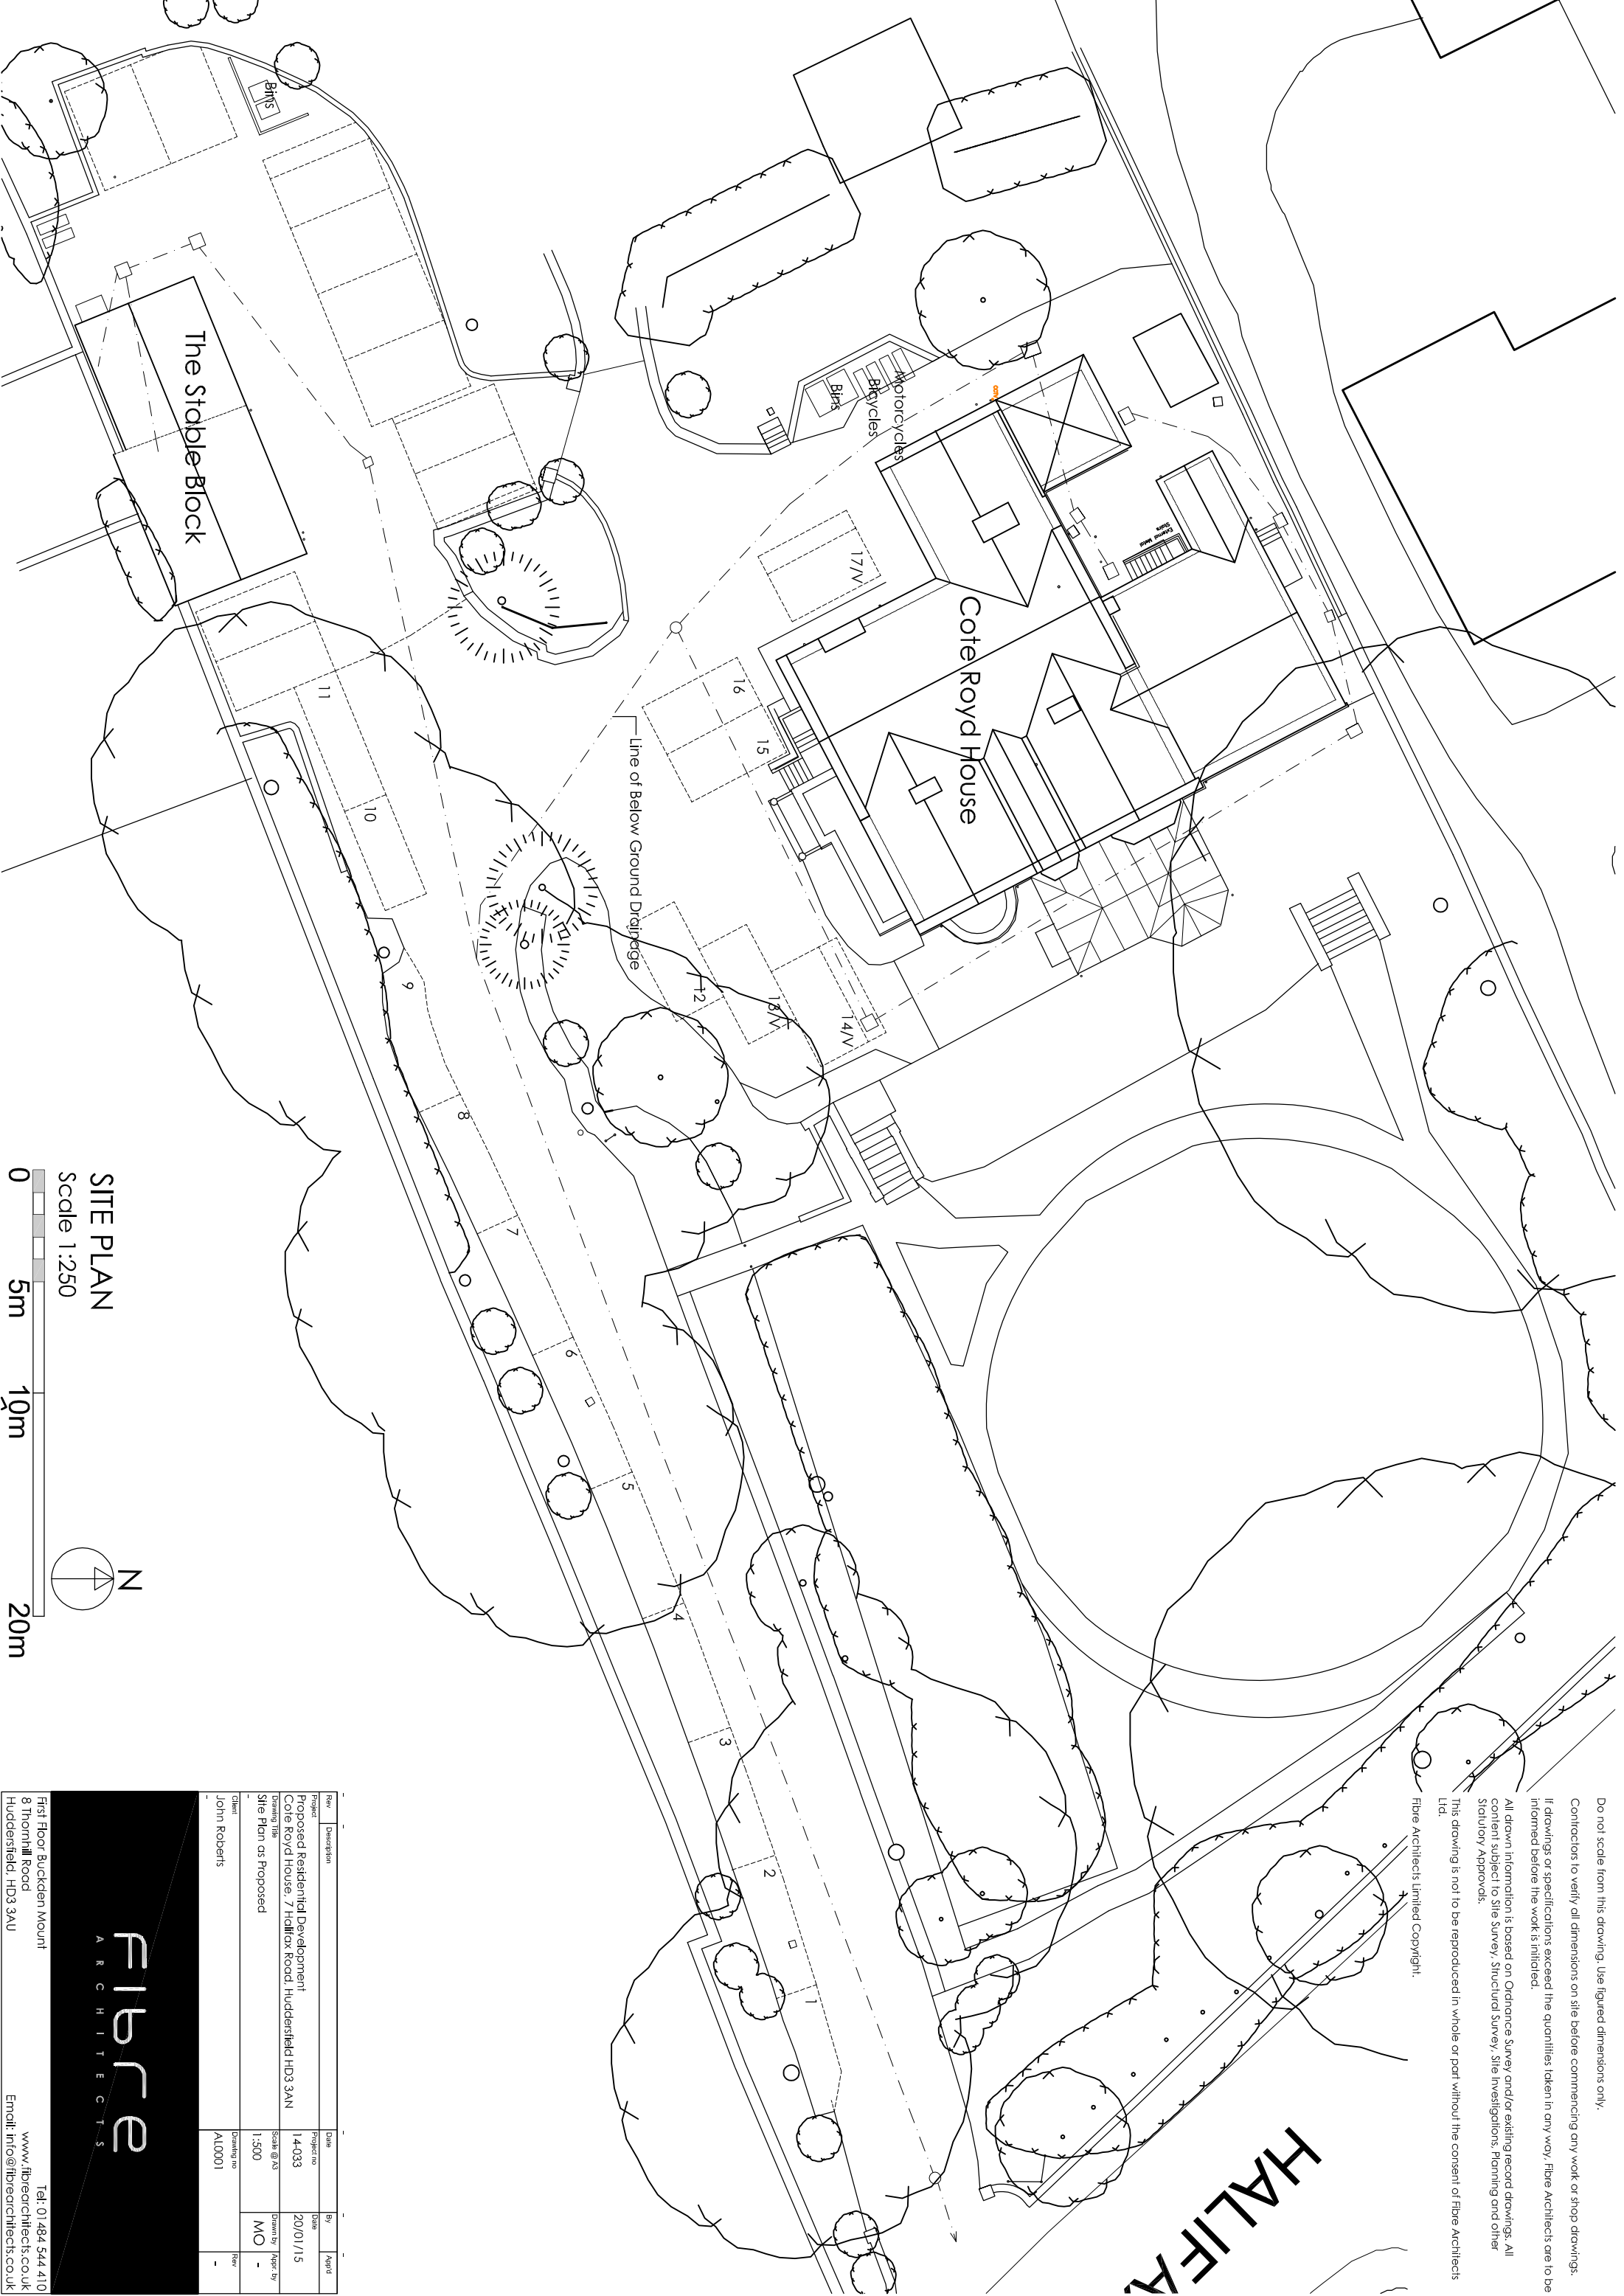 Do not scale from this drawing. Use figured dimensions only.
Contractors to verify all dimensions on site before commencing any work or shop drawings.
If drawings or specifications exceed the quantities taken in any way, Fibre Architects are to be
informed before the work is initiated.
All drawn information is based on Ordnance Survey and/or existing record drawings. All
content subject to Site Survey, Structural Survey, Site Investigations, Planning and other
Statutory Approvals.
This drawing is not to be reproduced in whole or part without the consent of Fibre Architects
Ltd.
Fibre Architects Limited Copyright.
HALIFA
Cote Royd House
External Metal
Stairs
Motorcycles
Bicycles
Bins
17/V
16
15
14/V
13/V
12
Line of Below Ground Drainage
Bins
The Stable Block
11
10
9
8
7
6
5
4
3
2
1
1
SITE PLAN
Scale 1:250
0
5m
10m
20m
N
Rev
Description
Date
By
App'd
Project
Proposed Residential Development
Cote Royd House, 7 Halifax Road, Huddersfield HD3 3AN
Project no
14-033
Date
20/01/15
Drawing Title
Site Plan as Proposed
-
Scale @ A3
1:500
Drawn by
MO
Appr. by
-
Client
John Roberts
-
Drawing no
AL0001
Rev
-
Fibre
ARCHITECTS
First Floor Buckden Mount
8 Thornhill Road
Huddersfield, HD3 3AU
Tel: 01484 544 410
www.fibrearchitects.co.uk
Email: info@fibrearchitects.co.uk